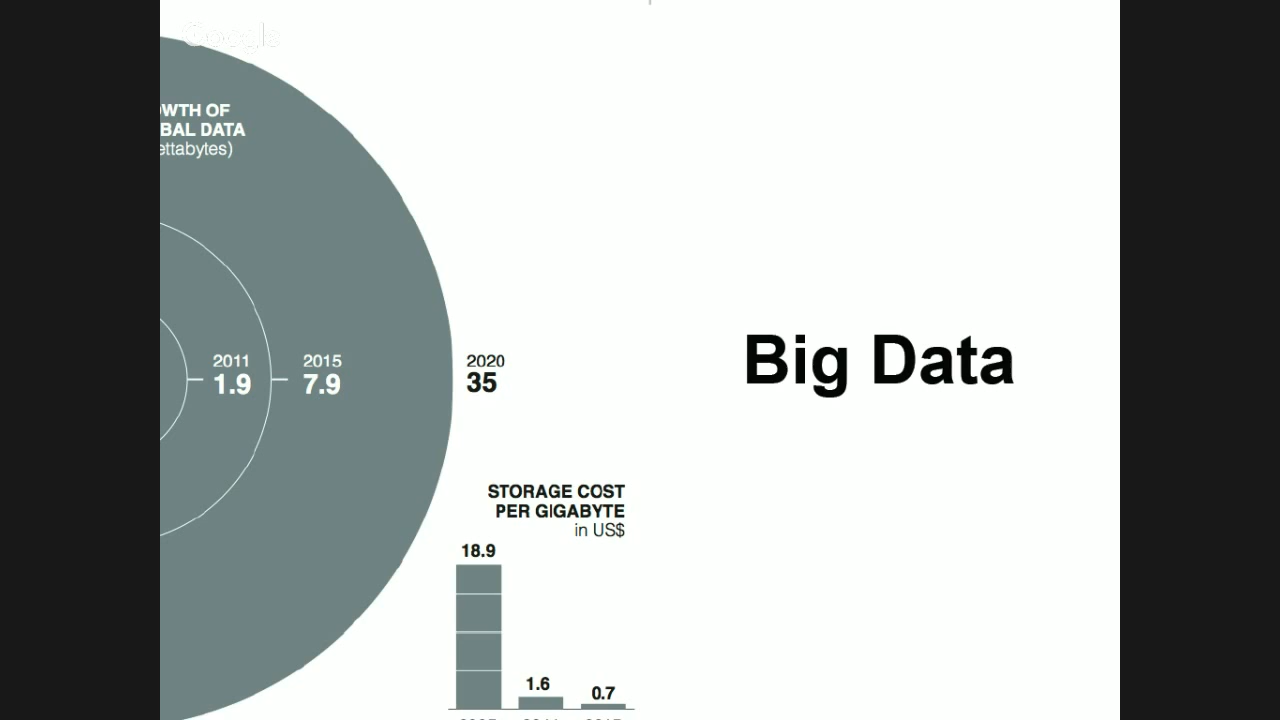 Google
WTH OF
BAL DATA
ettabytes)
2011
1.9
2015
7.9
2020
35
Big Data
STORAGE COST
PER GIGABYTE
in US$
18.9
1.6
0.7